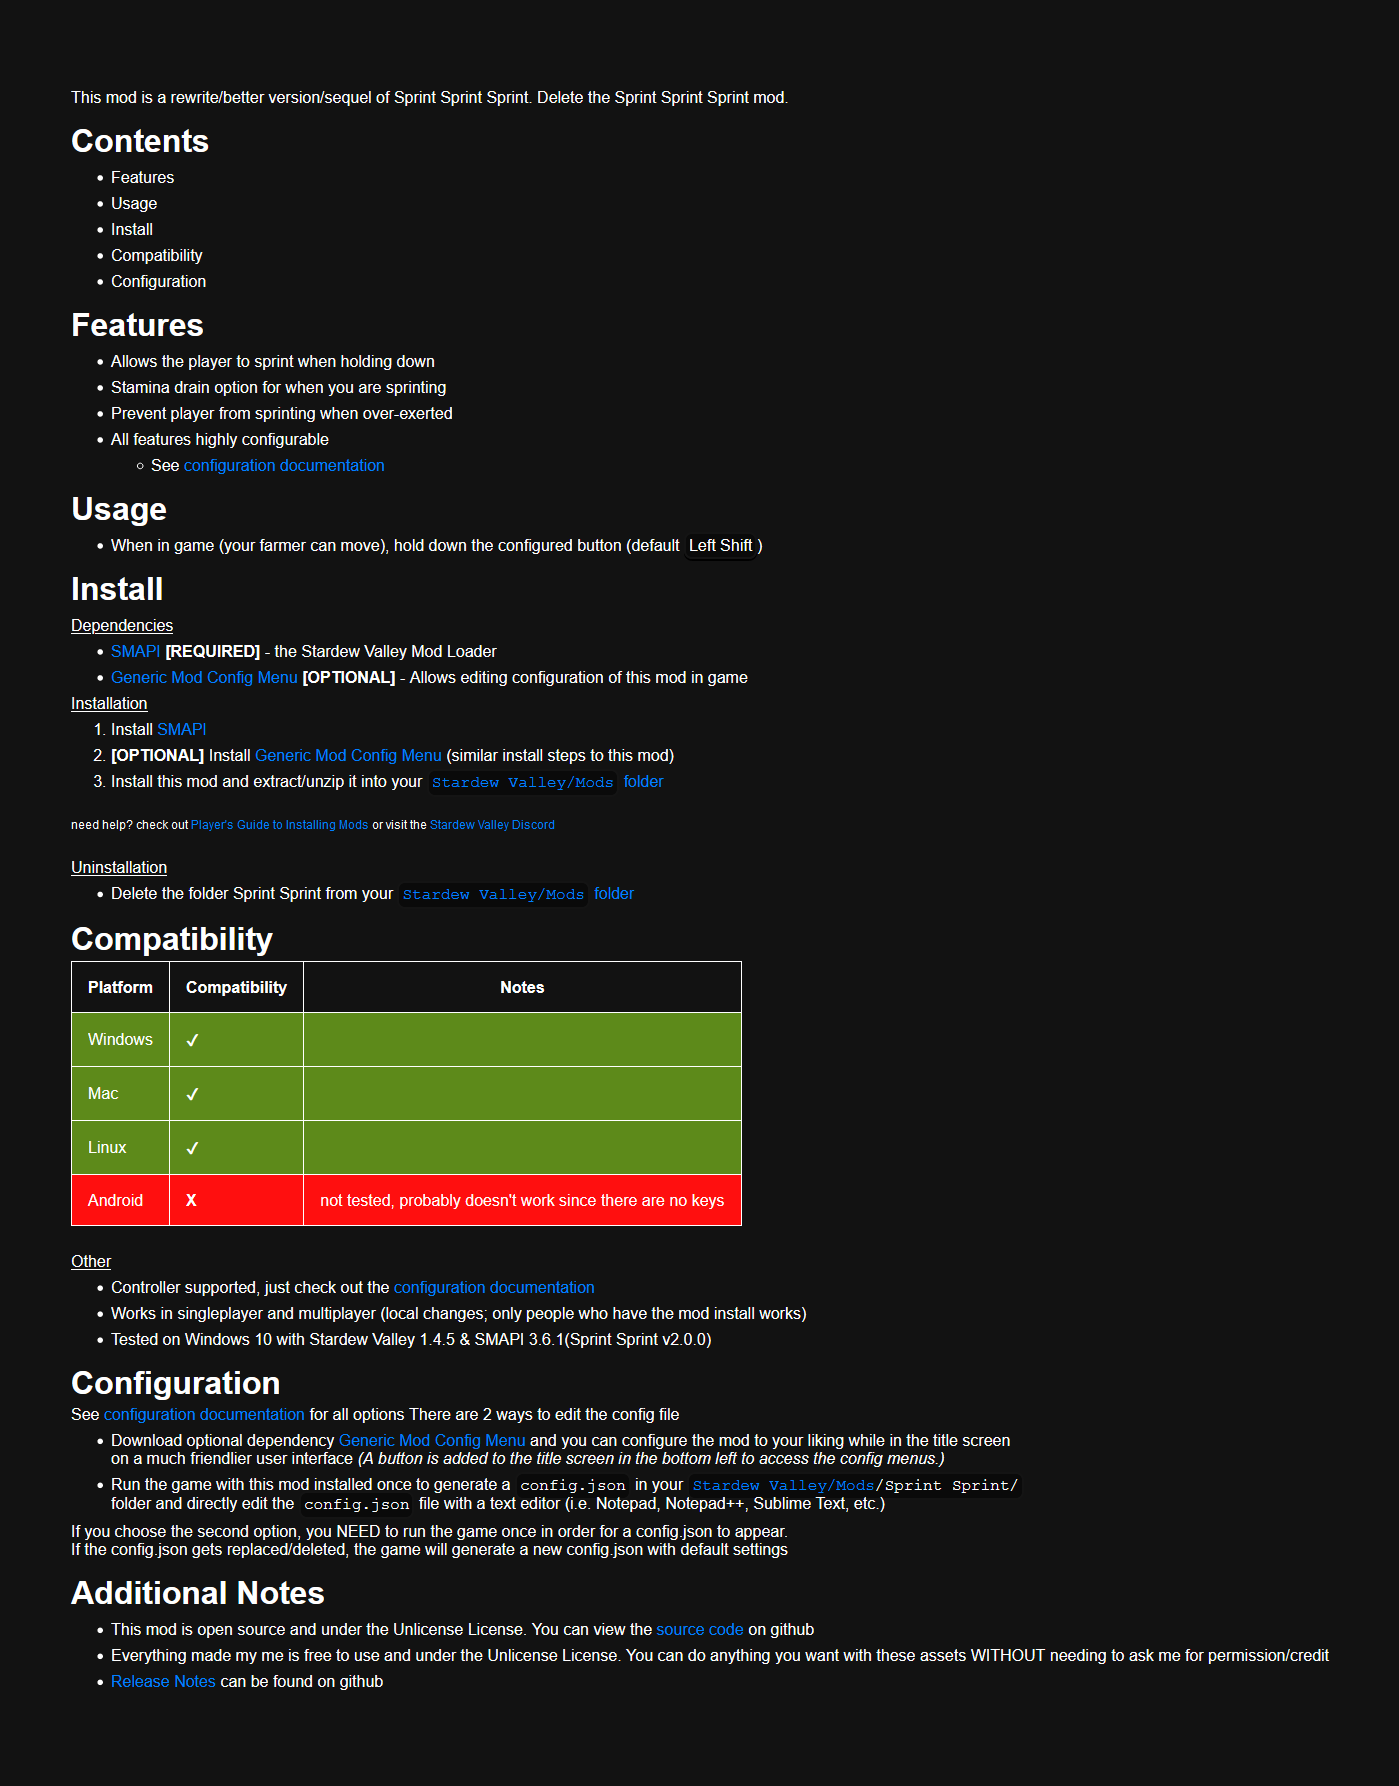 This mod is a rewrite/better version/sequel of Sprint Sprint Sprint. Delete the Sprint Sprint Sprint mod.
Contents
• Features
• Usage
• Install
• Compatibility
• Configuration
Features
• Allows the player to sprint when holding down
• Stamina drain option for when you are sprinting
• Prevent player from sprinting when over-exerted
• All features highly configurable
◦ See configuration documentation
Usage
• When in game (your farmer can move), hold down the configured button (default Left Shift )
Install
Dependencies
• SMAPI [REQUIRED] - the Stardew Valley Mod Loader
• Generic Mod Config Menu [OPTIONAL] - Allows editing configuration of this mod in game
Installation
1. Install SMAPI
2. [OPTIONAL] Install Generic Mod Config Menu (similar install steps to this mod)
3. Install this mod and extract/unzip it into your Stardew Valley/Mods folder
need help? check out Player's Guide to Installing Mods or visit the Stardew Valley Discord
Uninstallation
• Delete the folder Sprint Sprint from your Stardew Valley/Mods folder
Compatibility
Platform Compatibility Notes
Windows ✓
Mac ✓
Linux ✓
Android X not tested, probably doesn't work since there are no keys
Other
• Controller supported, just check out the configuration documentation
• Works in singleplayer and multiplayer (local changes; only people who have the mod install works)
• Tested on Windows 10 with Stardew Valley 1.4.5 & SMAPI 3.6.1(Sprint Sprint v2.0.0)
Configuration
See configuration documentation for all options There are 2 ways to edit the config file
• Download optional dependency Generic Mod Config Menu and you can configure the mod to your liking while in the title screen
on a much friendlier user interface (A button is added to the title screen in the bottom left to access the config menus.)
• Run the game with this mod installed once to generate a config.json in your Stardew Valley/Mods/Sprint Sprint/
folder and directly edit the config.json file with a text editor (i.e. Notepad, Notepad++, Sublime Text, etc.)
If you choose the second option, you NEED to run the game once in order for a config.json to appear.
If the config.json gets replaced/deleted, the game will generate a new config.json with default settings
Additional Notes
• This mod is open source and under the Unlicense License. You can view the source code on github
• Everything made my me is free to use and under the Unlicense License. You can do anything you want with these assets WITHOUT needing to ask me for permission/credit
• Release Notes can be found on github